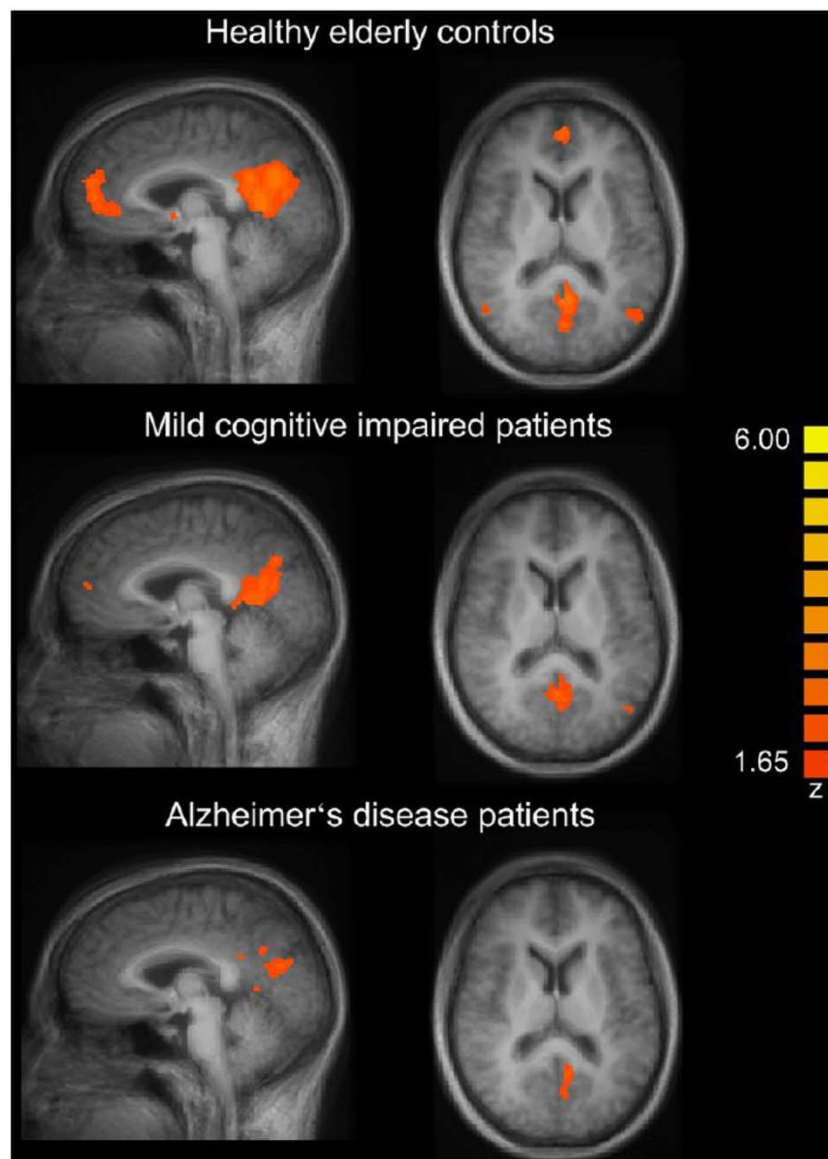 Healthy elderly controls
Mild cognitive impaired patients
6.00
1.65
z
Alzheimer‘s disease patients